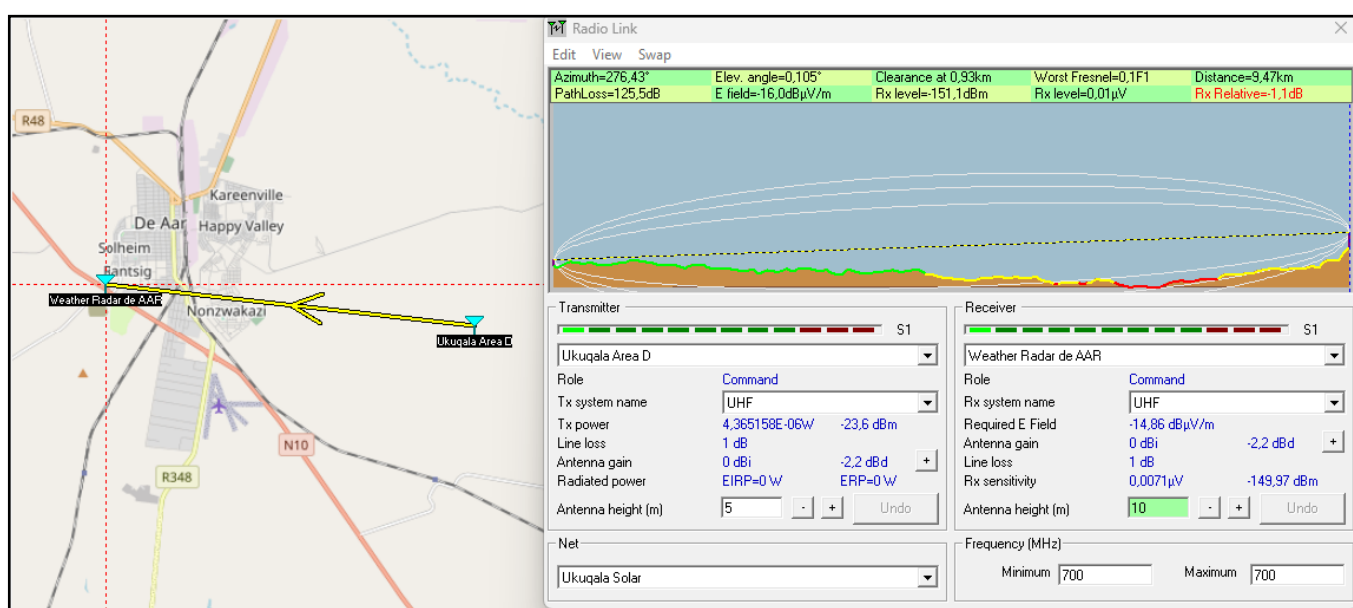 R48
Kareenville
De Aar
Happy Valley
Solheim
Weather Radar de AAR
Nonzwakazi
Ukuqala Area D
N10
R348
Radio Link
Edit View Swap
Azimuth=276,43° Elev. angle=0,105° Clearance at 0,93km Worst Fresnel=0,1F1 Distance=9,47km
PathLoss=125,5dB E field=-16,0dBµV/m Rx level=-151,1dBm Rx level=0,01µV Rx Relative=-1,1dB
Transmitter
S1
Ukuqala Area D
Role Command
Tx system name UHF
Tx power 4,365158E-06W -23,6 dBm
Line loss 1 dB
Antenna gain 0 dBi -2,2 dBd +
Radiated power EIRP=0 W ERP=0 W
Antenna height (m) 5 - + Undo
Net
Ukuqala Solar
Receiver
S1
Weather Radar de AAR
Role Command
Rx system name UHF
Required E Field -14,86 dBµV/m
Antenna gain 0 dBi -2,2 dBd +
Line loss 1 dB
Rx sensitivity 0,0071µV -149,97 dBm
Antenna height (m) 10 - + Undo
Frequency (MHz)
Minimum 700 Maximum 700